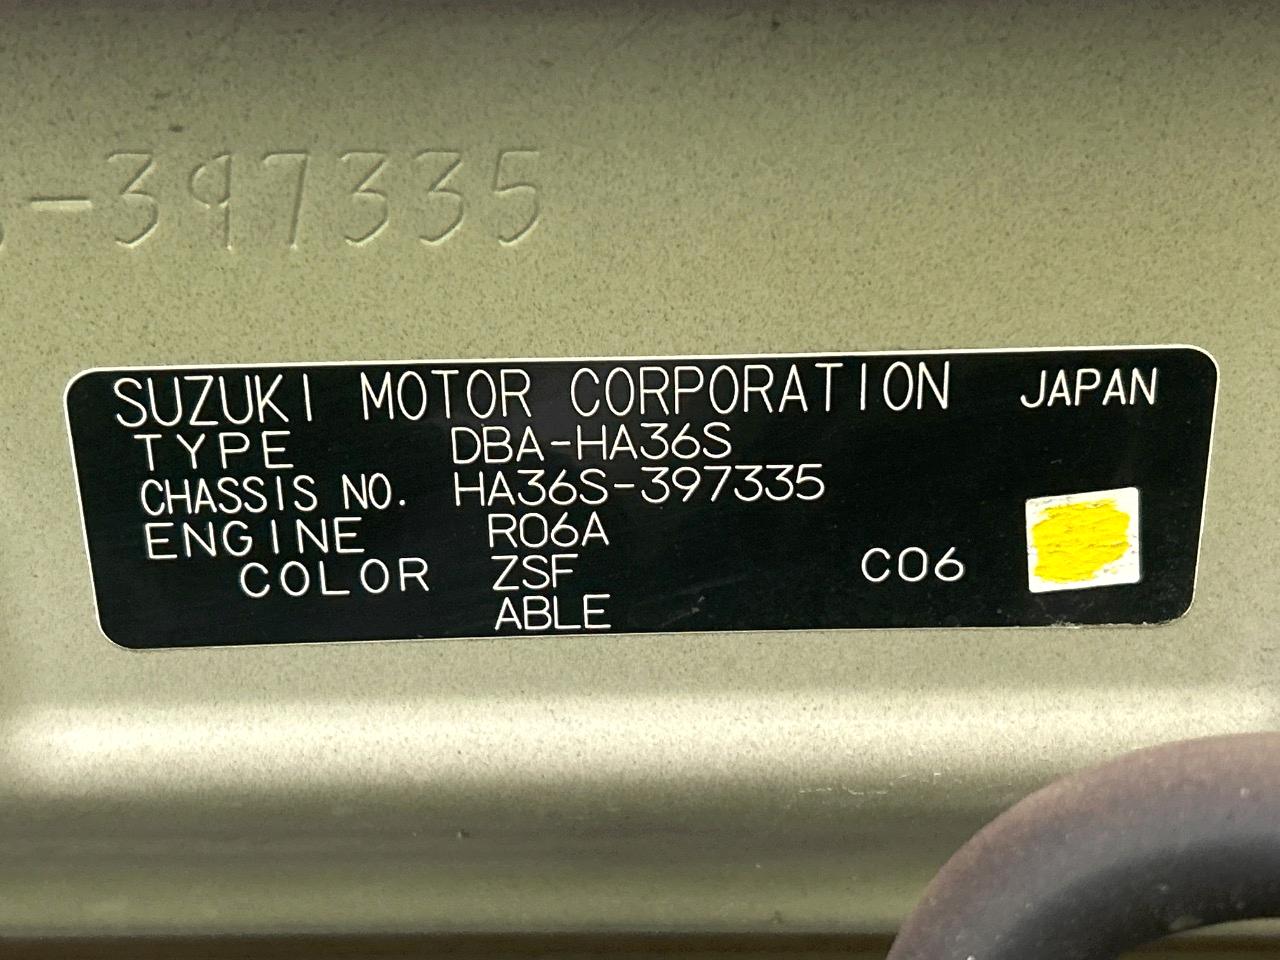 -397335
SUZUKI MOTOR CORPORATION JAPAN
TYPE DBA-HA36S
CHASSIS NO. HA36S-397335
ENGINE R06A
COLOR ZSF C06
ABLE